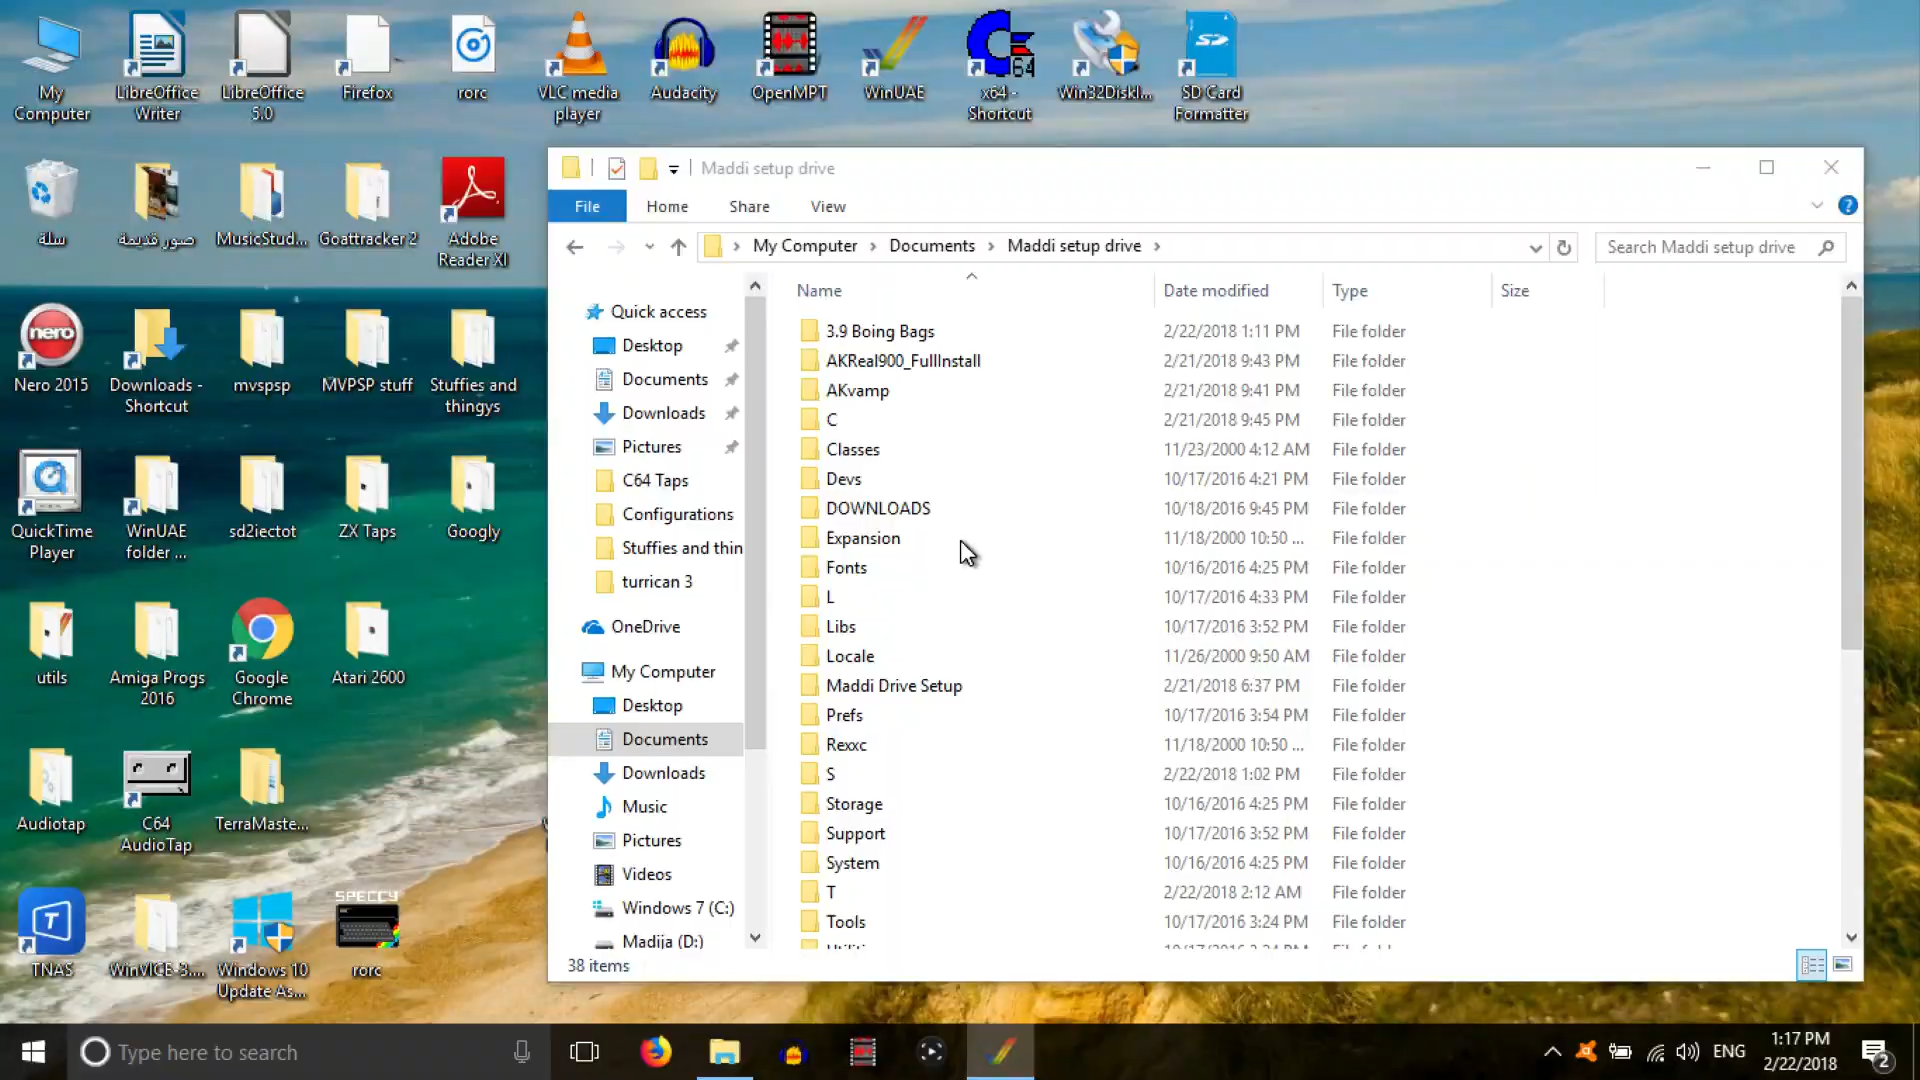 My
Computer
LibreOffice
Writer
LibreOffice
5.0
Firefox
rorc
VLC media
player
Audacity
OpenMPT
WinUAE
x64 -
Shortcut
Win32DiskI...
SD Card
Formatter
سلة
صور قديمة
MusicStud...
Goattracker 2
Adobe
Reader XI
nero
Nero 2015
Downloads -
Shortcut
mvspsp
MVPSP stuff
Stuffies and
thingys
QuickTime
Player
WinUAE
folder ...
sd2iectot
ZX Taps
Googly
utils
Amiga Progs
2016
Google
Chrome
Atari 2600
Audiotap
C64
AudioTap
TerraMaste...
TNAS
WinVICE-3....
Windows 10
Update As...
SPECCY
rorc
Maddi setup drive
File
Home
Share
View
My Computer
Documents
Maddi setup drive
Search Maddi setup drive
Quick access
Desktop
Documents
Downloads
Pictures
C64 Taps
Configurations
Stuffies and thin
turrican 3
OneDrive
My Computer
Desktop
Documents
Downloads
Music
Pictures
Videos
Windows 7 (C:)
Madija (D:)
Name Date modified Type Size
3.9 Boing Bags 2/22/2018 1:11 PM File folder
AKReal900_FullInstall 2/21/2018 9:43 PM File folder
AKvamp 2/21/2018 9:41 PM File folder
C 2/21/2018 9:45 PM File folder
Classes 11/23/2000 4:12 AM File folder
Devs 10/17/2016 4:21 PM File folder
DOWNLOADS 10/18/2016 9:45 PM File folder
Expansion 11/18/2000 10:50 ... File folder
Fonts 10/16/2016 4:25 PM File folder
L 10/17/2016 4:33 PM File folder
Libs 10/17/2016 3:52 PM File folder
Locale 11/26/2000 9:50 AM File folder
Maddi Drive Setup 2/21/2018 6:37 PM File folder
Prefs 10/17/2016 3:54 PM File folder
Rexxc 11/18/2000 10:50 ... File folder
S 2/22/2018 1:02 PM File folder
Storage 10/16/2016 4:25 PM File folder
Support 10/17/2016 3:52 PM File folder
System 10/16/2016 4:25 PM File folder
T 2/22/2018 2:12 AM File folder
Tools 10/17/2016 3:24 PM File folder
38 items
Type here to search
ENG
1:17 PM
2/22/2018
2